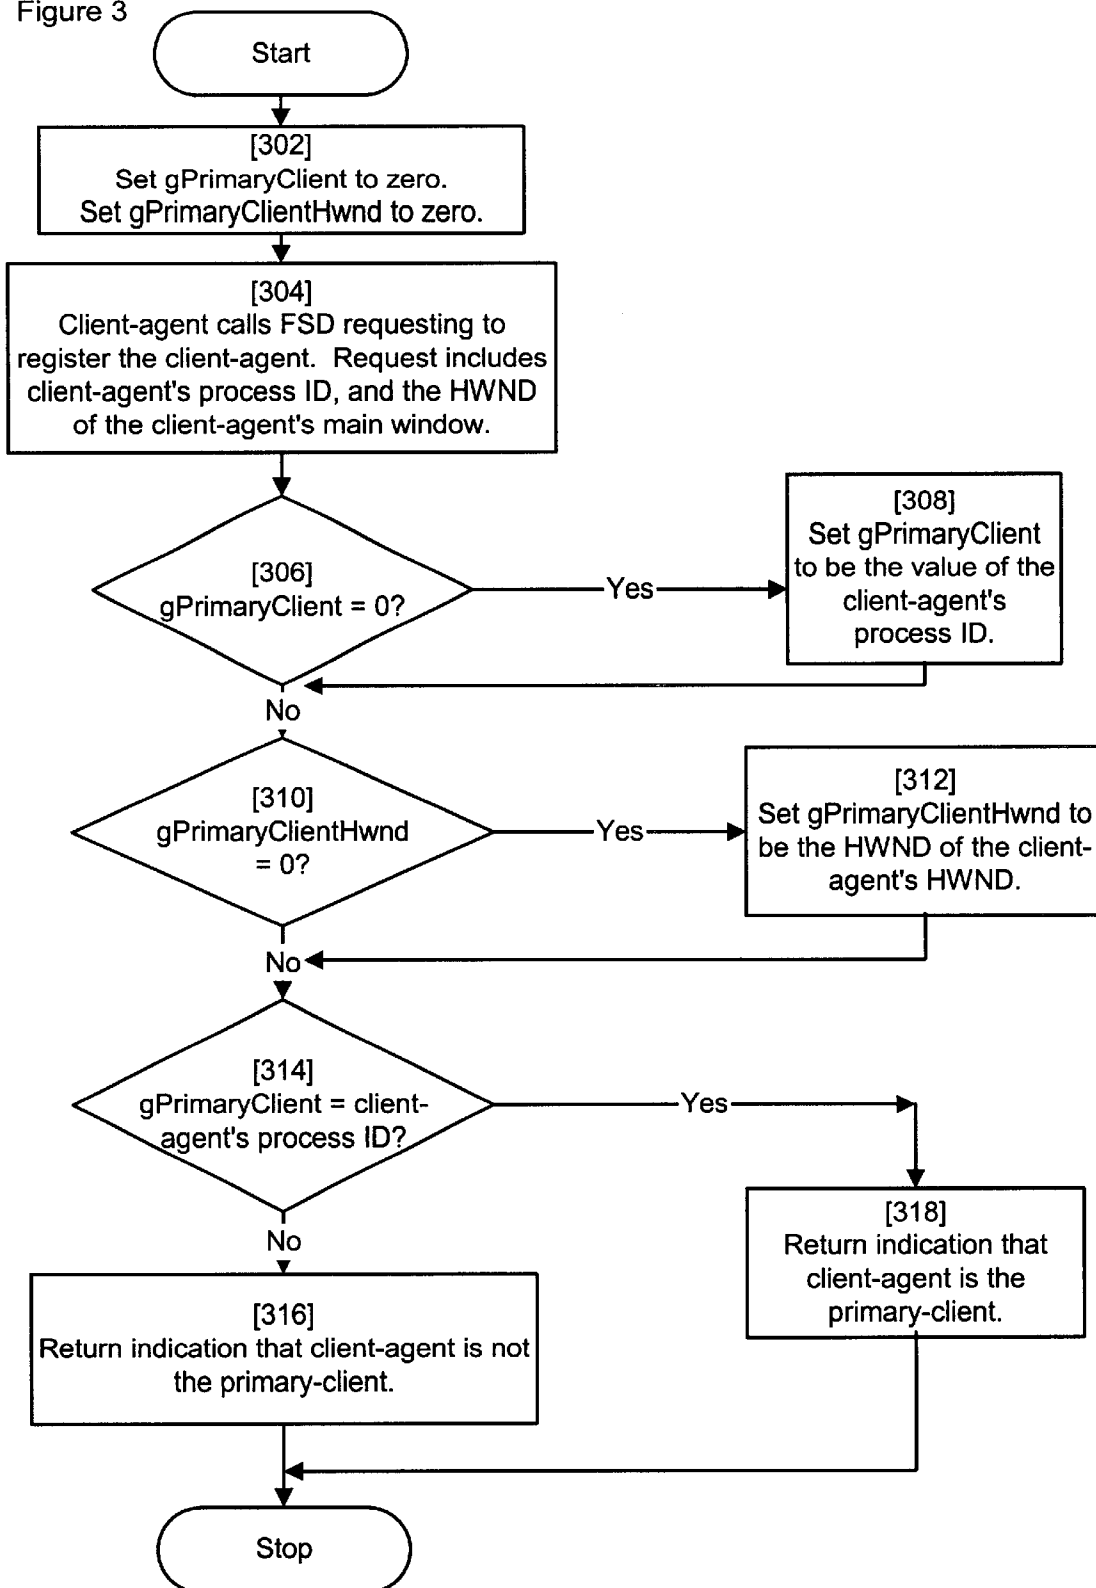 Figure 3
Start
[302]
Set gPrimaryClient to zero.
Set gPrimaryClientHwnd to zero.
[304]
Client-agent calls FSD requesting to
register the client-agent. Request includes
client-agent's process ID, and the HWND
of the client-agent's main window.
[306]
gPrimaryClient = 0?
Yes
[308]
Set gPrimaryClient
to be the value of the
client-agent's
process ID.
No
[310]
gPrimaryClientHwnd
= 0?
Yes
[312]
Set gPrimaryClientHwnd to
be the HWND of the client-
agent's HWND.
No
[314]
gPrimaryClient = client-
agent's process ID?
Yes
[318]
Return indication that
client-agent is the
primary-client.
No
[316]
Return indication that client-agent is not
the primary-client.
Stop